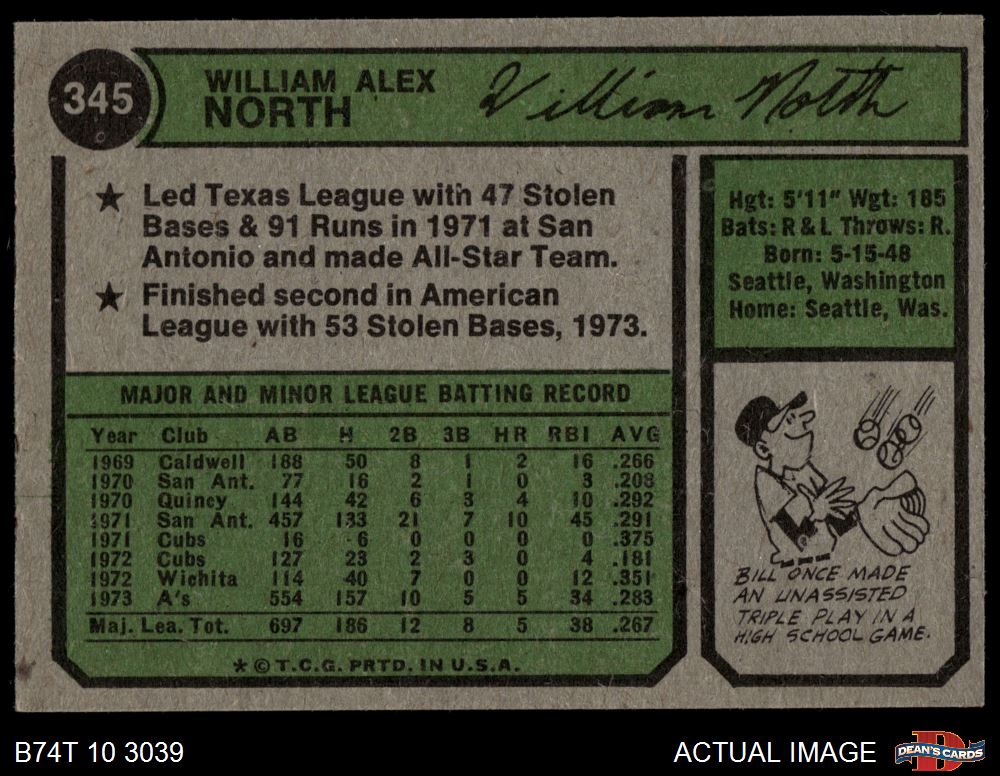 345
WILLIAM ALEX
NORTH
William North
★ Led Texas League with 47 Stolen
Bases & 91 Runs in 1971 at San
Antonio and made All-Star Team.
★ Finished second in American
League with 53 Stolen Bases, 1973.
Hgt: 5'11" Wgt: 185
Bats: R & L Throws: R.
Born: 5-15-48
Seattle, Washington
Home: Seattle, Was.
MAJOR AND MINOR LEAGUE BATTING RECORD
Year Club AB H 2B 3B HR RBI AVG
1969 Caldwell 188 50 8 1 2 16 .266
1970 San Ant. 77 16 2 1 0 3 .208
1970 Quincy 144 42 6 3 4 10 .292
1971 San Ant. 457 133 21 7 10 45 .291
1971 Cubs 16 6 0 0 0 0 .375
1972 Cubs 127 23 2 3 0 4 .181
1972 Wichita 114 40 7 0 0 12 .351
1973 A's 554 157 10 5 5 34 .283
Maj. Lea. Tot. 697 186 12 8 5 38 .267
★ © T.C.G. PRTD. IN U.S.A.
BILL ONCE MADE
AN UNASSISTED
TRIPLE PLAY IN A
HIGH SCHOOL GAME.
B74T 10 3039
ACTUAL IMAGE
DEAN'S CARDS